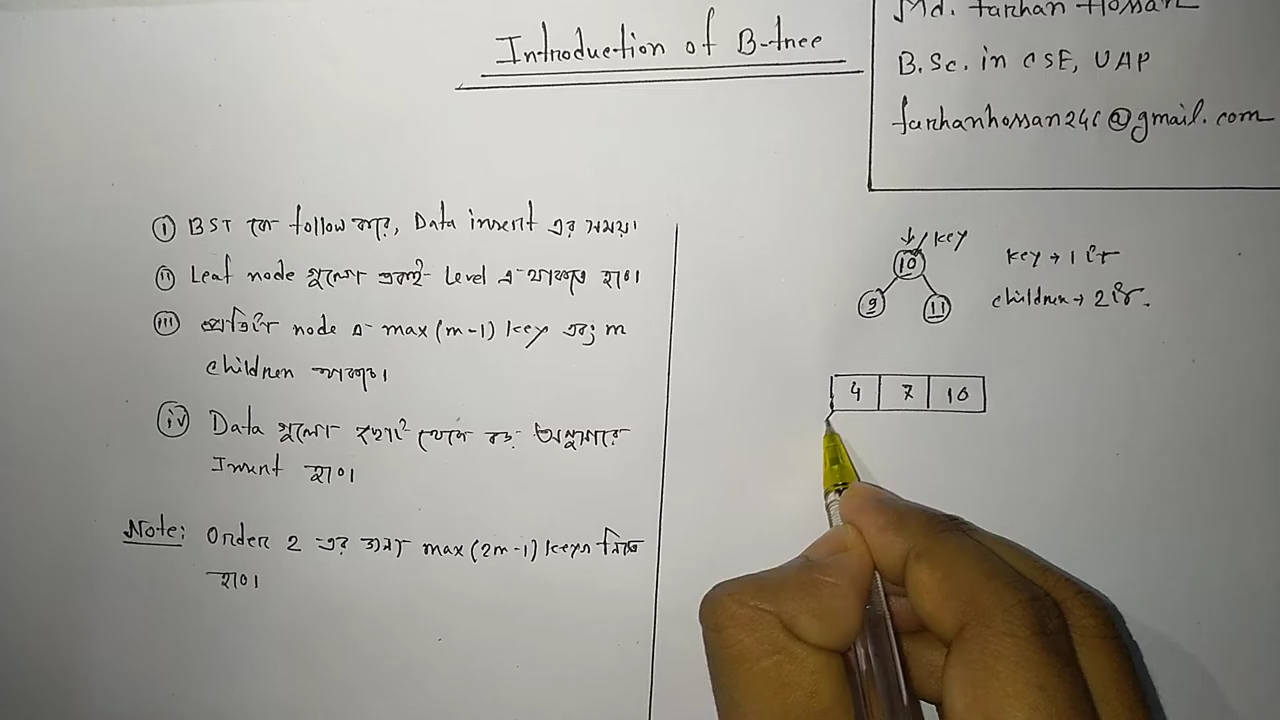 Introduction of B-tree
Md. Farhan Hossan
B.Sc. in CSE, UAP
farhanhossan246@gmail.com
i BST কে follow করে, Data insert এর সময়।
ii Leaf node গুলো একই level এ থাকতে হবে।
iii প্রতিটি node এ max (m-1) key এবং m
children থাকবে।
iv Data গুলো ছোট থেকে বড় অনুসারে
Insert হবে।
Note: Order 2 এর জন্য max (2m-1) keys নিতে
হবে।
key
10
9 11
key → 1 টি
children → 2 টি.
4 7 10